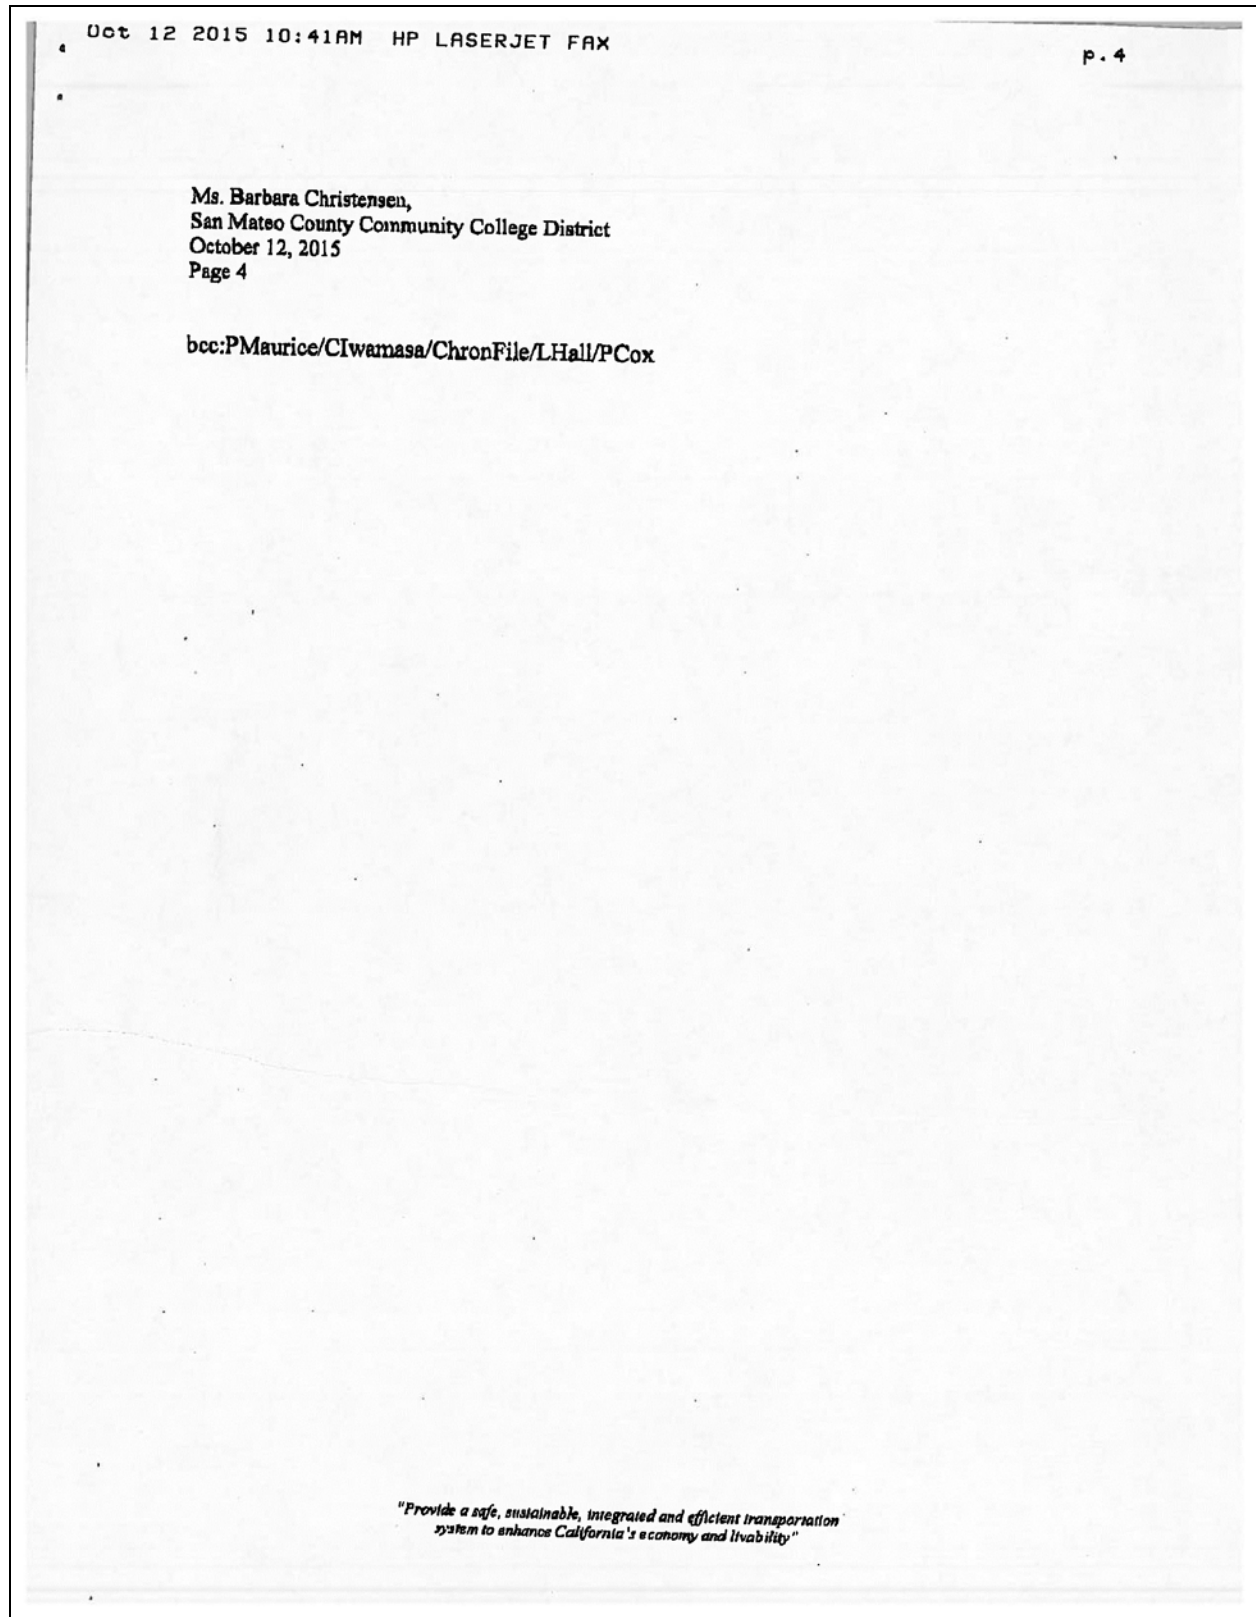 Oct 12 2015 10:41AM HP LASERJET FAX
p.4
Ms. Barbara Christensen,
San Mateo County Community College District
October 12, 2015
Page 4
bcc:PMaurice/CIwamasa/ChronFile/LHall/PCox
"Provide a safe, sustainable, integrated and efficient transportation
system to enhance California's economy and livability"